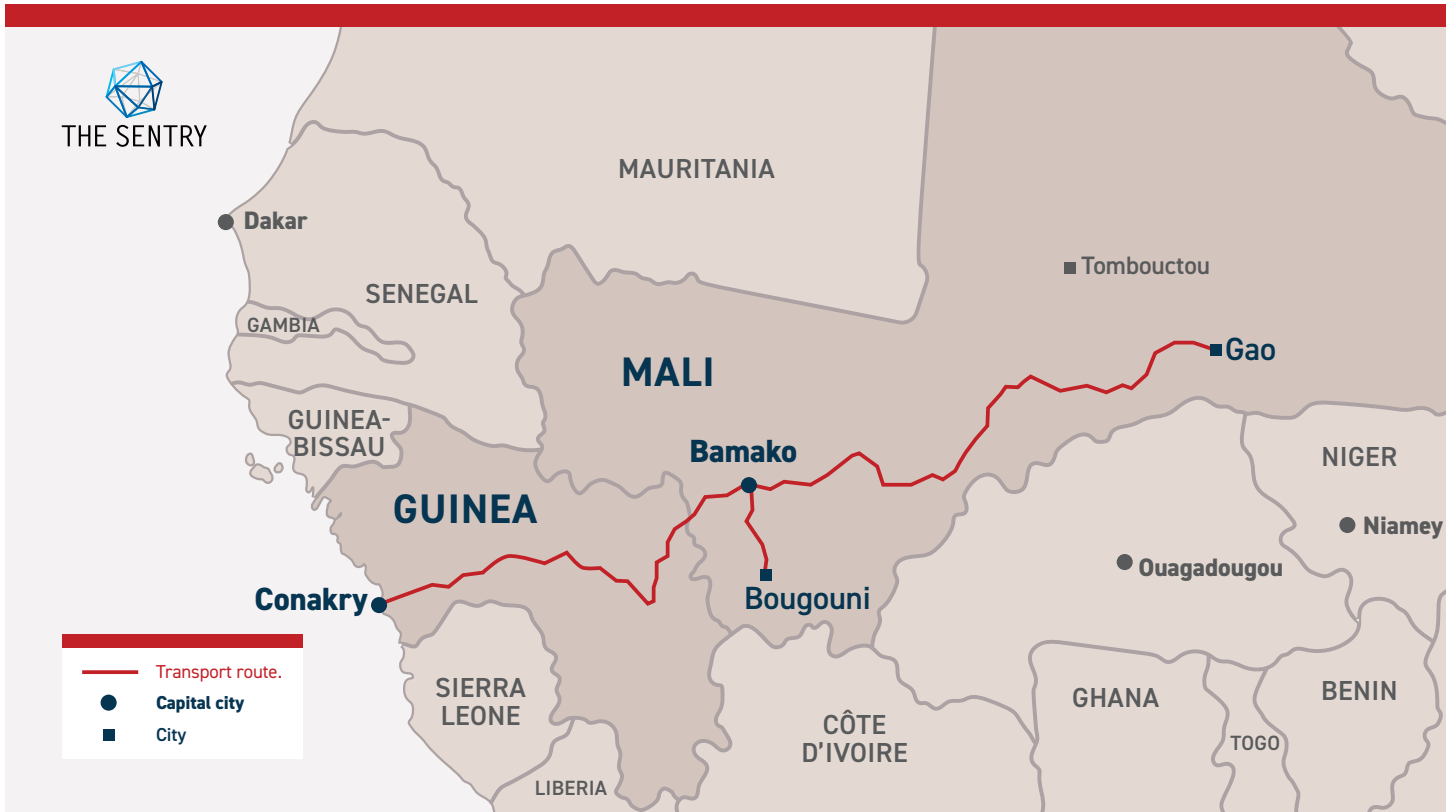 THE SENTRY
MAURITANIA
Dakar
Tombouctou
SENEGAL
GAMBIA
Gao
MALI
GUINEA-
BISSAU
Bamako
NIGER
GUINEA
Niamey
Ouagadougou
Conakry
Bougouni
Transport route.
Capital city
City
SIERRA
LEONE
GHANA
BENIN
CÔTE
D'IVOIRE
TOGO
LIBERIA